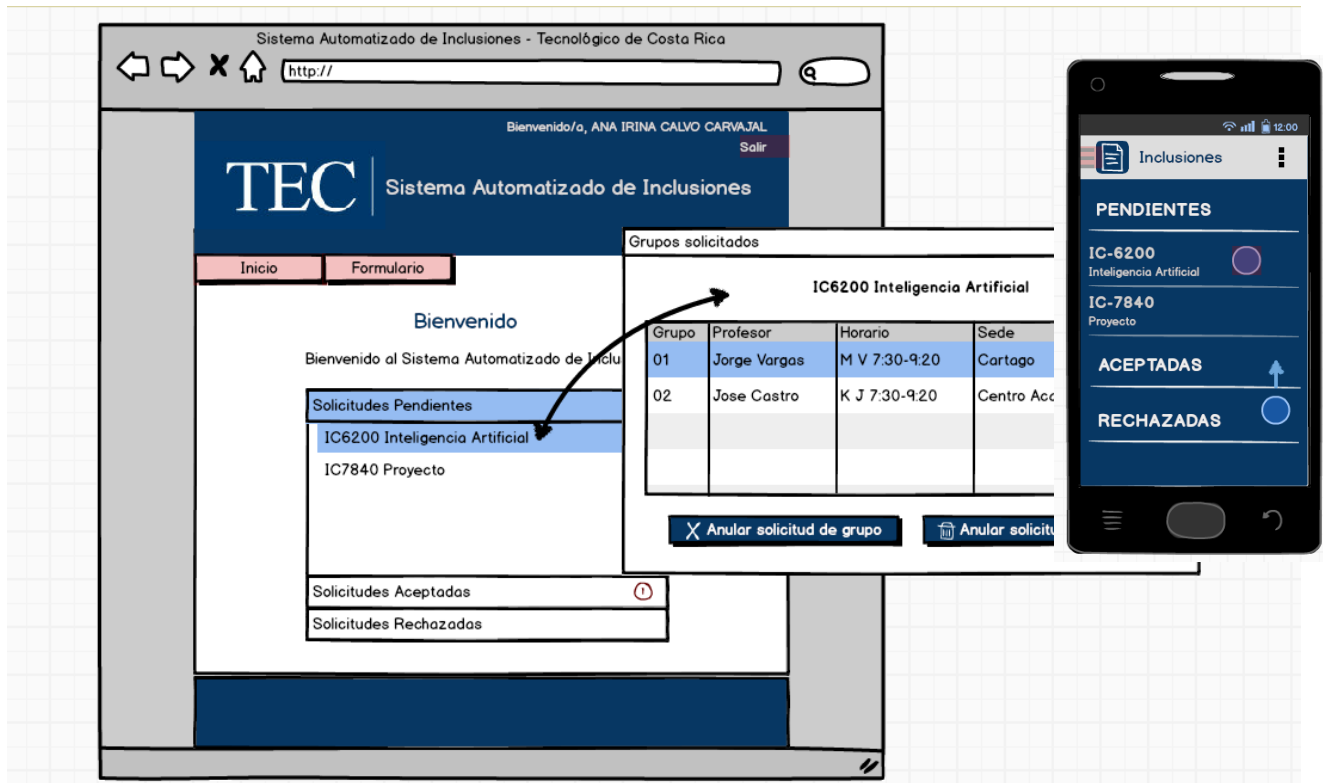 Sistema Automatizado de Inclusiones - Tecnológico de Costa Rica
http://
Bienvenido/a, ANA IRINA CALVO CARVAJAL
Salir
TEC Sistema Automatizado de Inclusiones
Inicio Formulario
Bienvenido
Bienvenido al Sistema Automatizado de
Solicitudes Pendientes
IC6200 Inteligencia Artificial
IC7840 Proyecto
Solicitudes Aceptadas
Solicitudes Rechazadas
Grupos solicitados
IC6200 Inteligencia Artificial
Grupo Profesor Horario Sede
01 Jorge Vargas M V 7:30-9:20 Cartago
02 Jose Castro K J 7:30-9:20 Centro
X Anular solicitud de grupo Anular
12:00
Inclusiones
PENDIENTES
IC-6200
Inteligencia Artificial
IC-7840
Proyecto
ACEPTADAS
RECHAZADAS